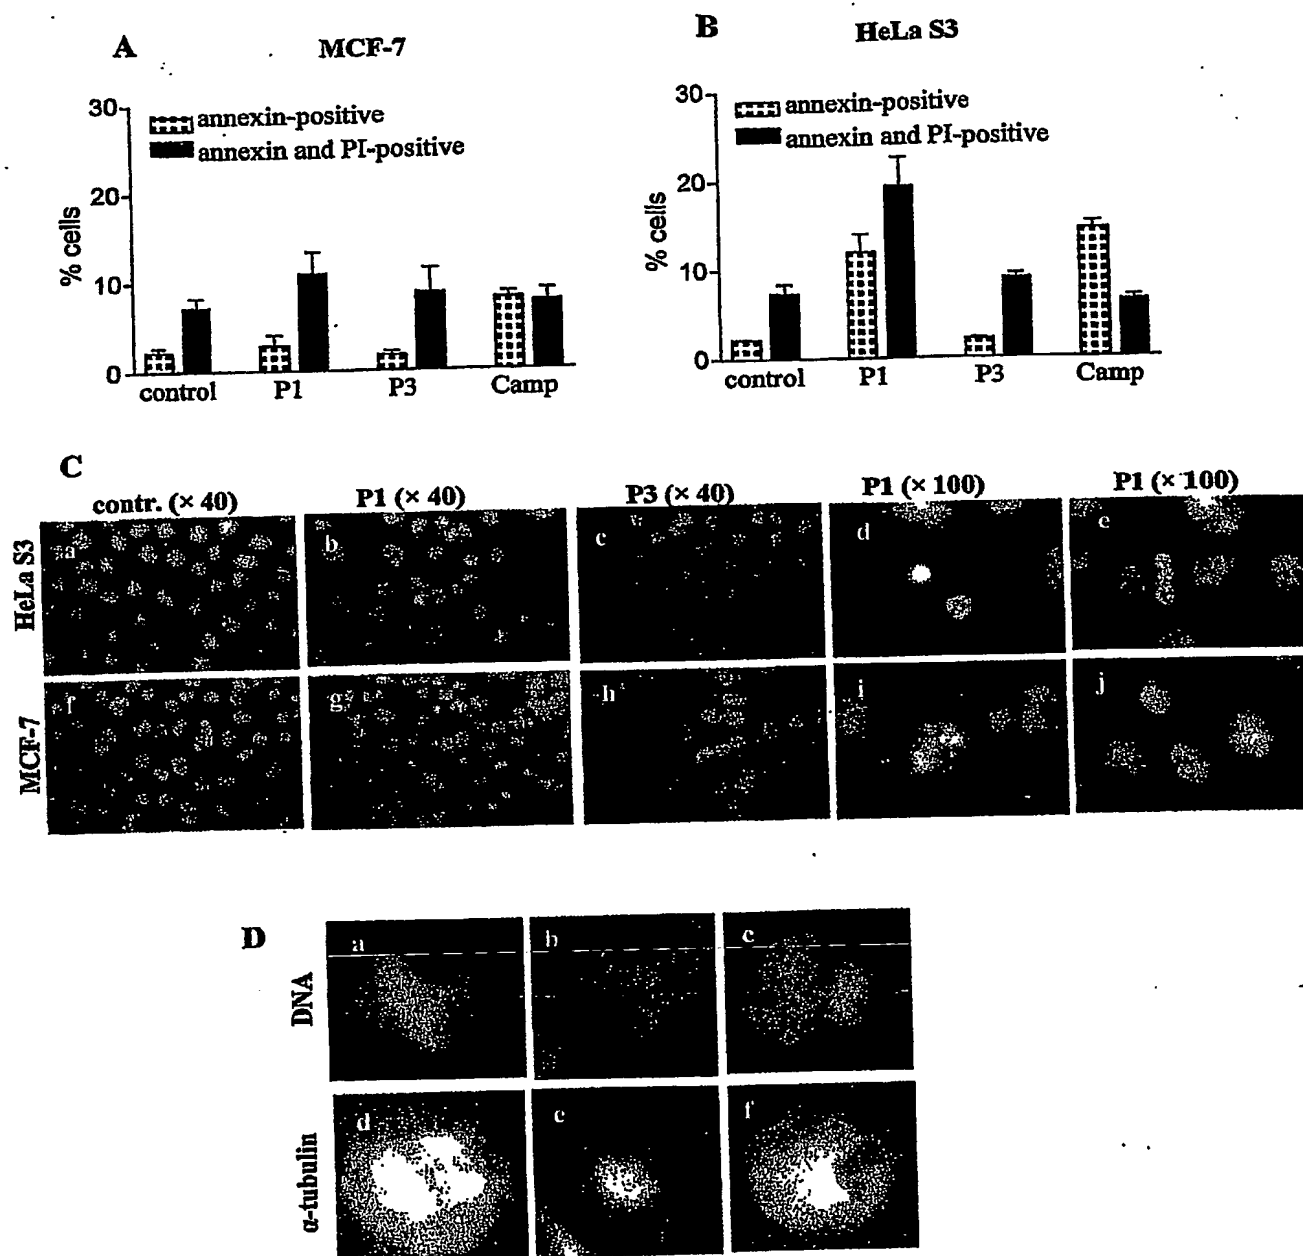 A
MCF-7
30
20
10
0
% cells
annexin-positive
annexin and PI-positive
control
P1
P3
Camp
B
HeLa S3
30
20
10
0
% cells
annexin-positive
annexin and PI-positive
control
P1
P3
Camp
C
contr. (× 40)
P1 (× 40)
P3 (× 40)
P1 (× 100)
P1 (× 100)
HeLa S3
a
b
c
d
e
MCF-7
f
g
h
i
j
D
DNA
a
b
c
α-tubulin
d
e
f